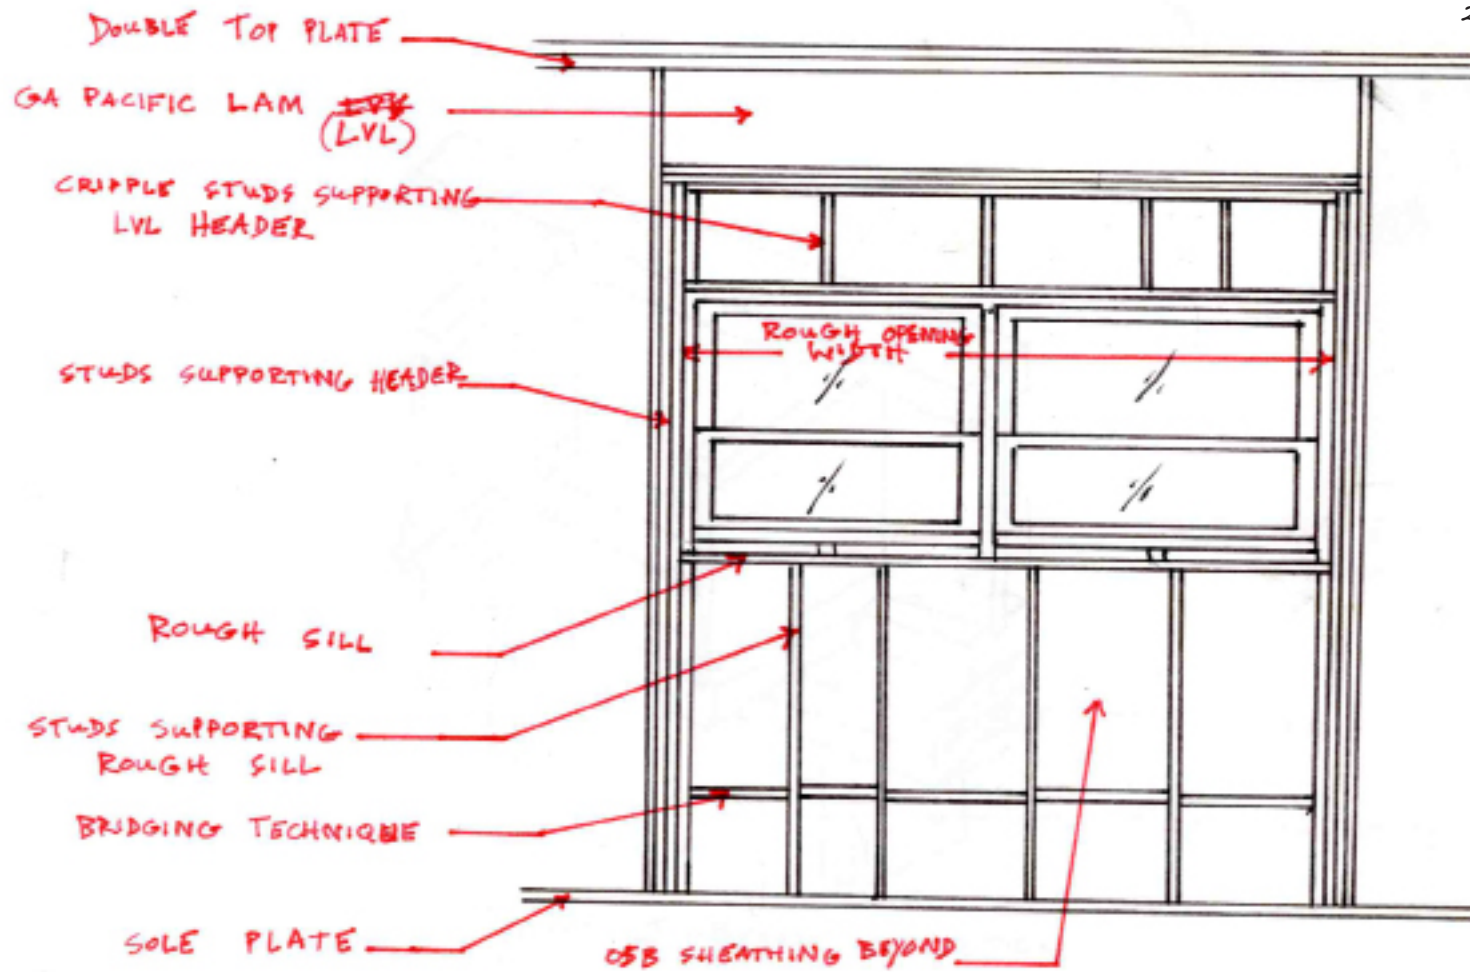 DOUBLE TOP PLATE
GA PACIFIC LAM
(LVL)
CRIPPLE STUDS SUPPORTING
LVL HEADER
ROUGH OPENING
WIDTH
STUDS SUPPORTING HEADER
ROUGH SILL
STUDS SUPPORTING
ROUGH SILL
BRIDGING TECHNIQUE
SOLE PLATE
OSB SHEATHING BEYOND